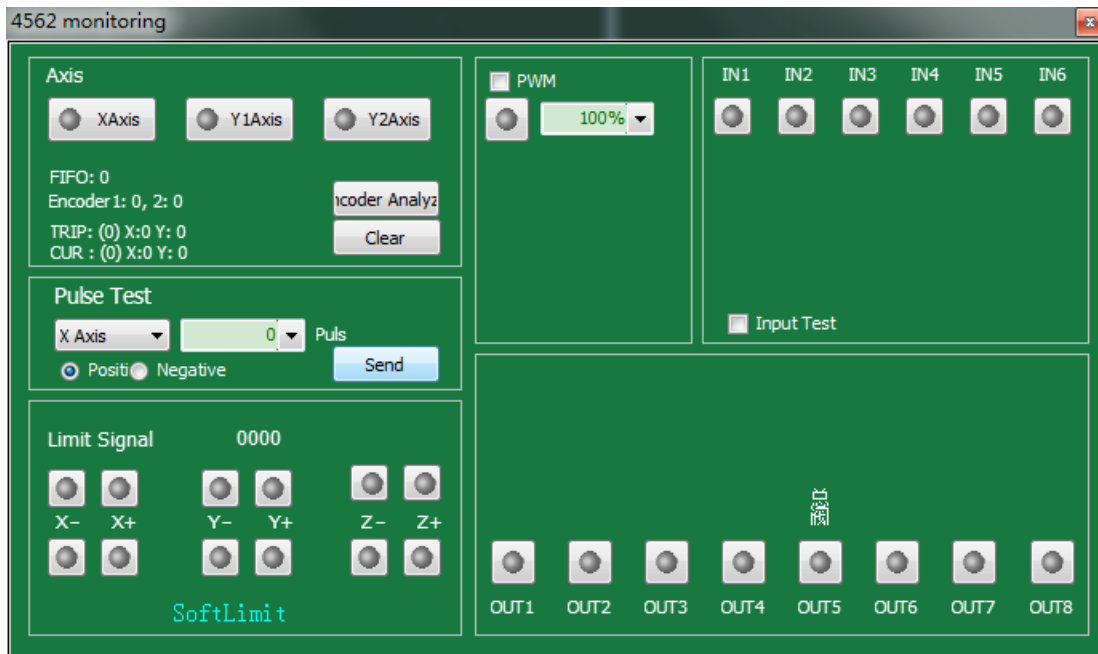 4562 monitoring
Axis
XAxis Y1Axis Y2Axis
FIFO: 0
Encoder1: 0, 2: 0
ncoder Analyz
TRIP: (0) X:0 Y: 0
CUR : (0) X:0 Y: 0
Clear
Pulse Test
X Axis 0 Puls
Positi Negative
Send
Limit Signal 0000
X- X+ Y- Y+ Z- Z+
SoftLimit
PWM
100%
IN1 IN2 IN3 IN4 IN5 IN6
Input Test
OUT1 OUT2 OUT3 OUT4 OUT5 OUT6 OUT7 OUT8